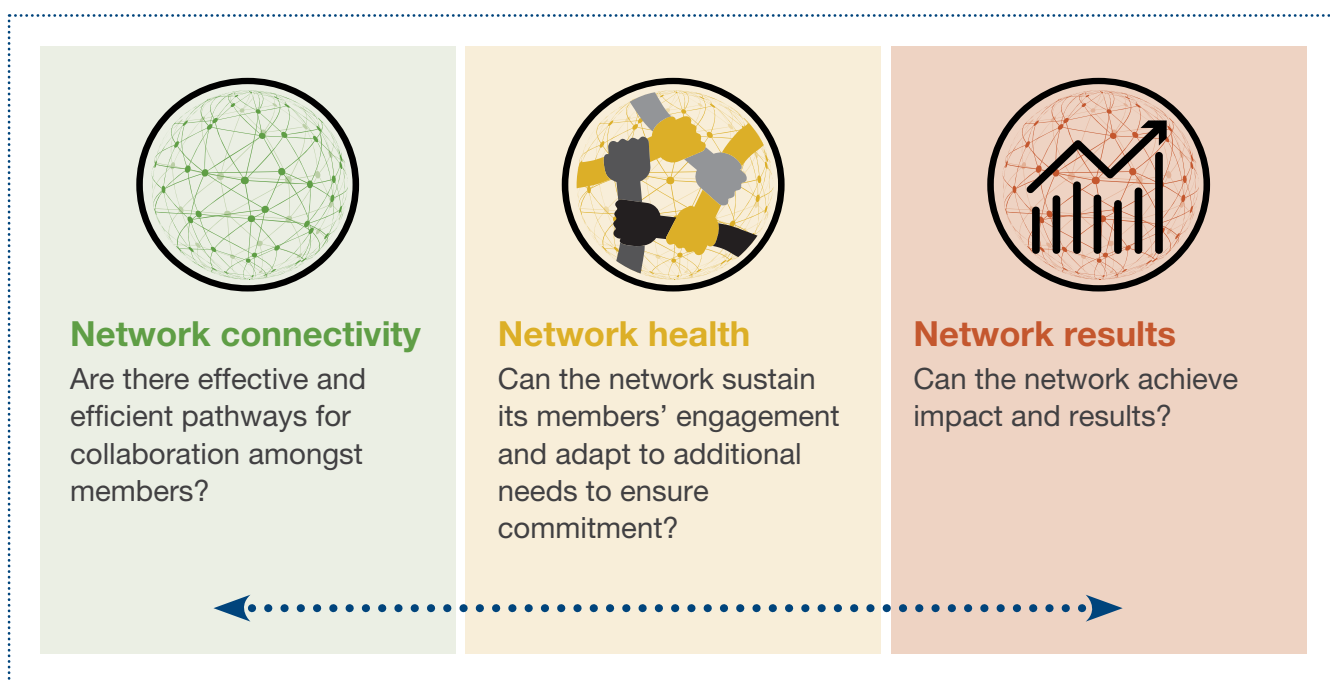 Network connectivity
Are there effective and
efficient pathways for
collaboration amongst
members?
Network health
Can the network sustain
its members’ engagement
and adapt to additional
needs to ensure
commitment?
Network results
Can the network achieve
impact and results?